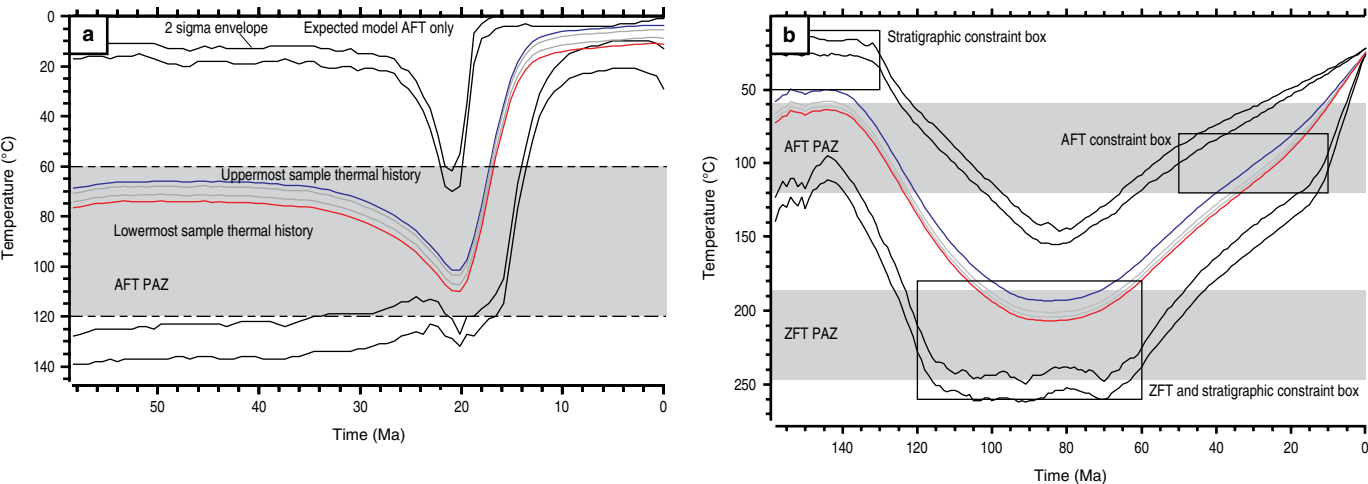 a
2 sigma envelope
Expected model AFT only
Uppermost sample thermal history
Lowermost sample thermal history
AFT PAZ
Temperature (°C)
0
20
40
60
80
100
120
140
50
40
30
20
10
0
Time (Ma)
b
Stratigraphic constraint box
AFT constraint box
AFT PAZ
ZFT PAZ
ZFT and stratigraphic constraint box
Temperature (°C)
50
100
150
200
250
140
120
100
80
60
40
20
0
Time (Ma)